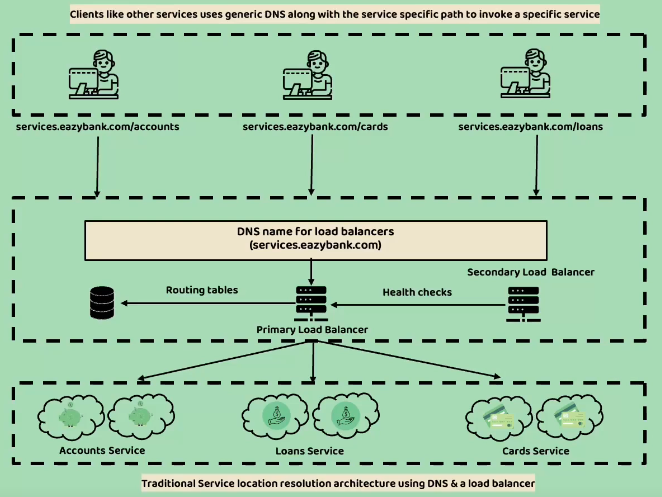 Clients like other services uses generic DNS along with the service specific path to invoke a specific service
services.eazybank.com/accounts
services.eazybank.com/cards
services.eazybank.com/loans
DNS name for load balancers
(services.eazybank.com)
Secondary Load Balancer
Routing tables
Health checks
Primary Load Balancer
Accounts Service
Loans Service
Cards Service
Traditional Service location resolution architecture using DNS & a load balancer